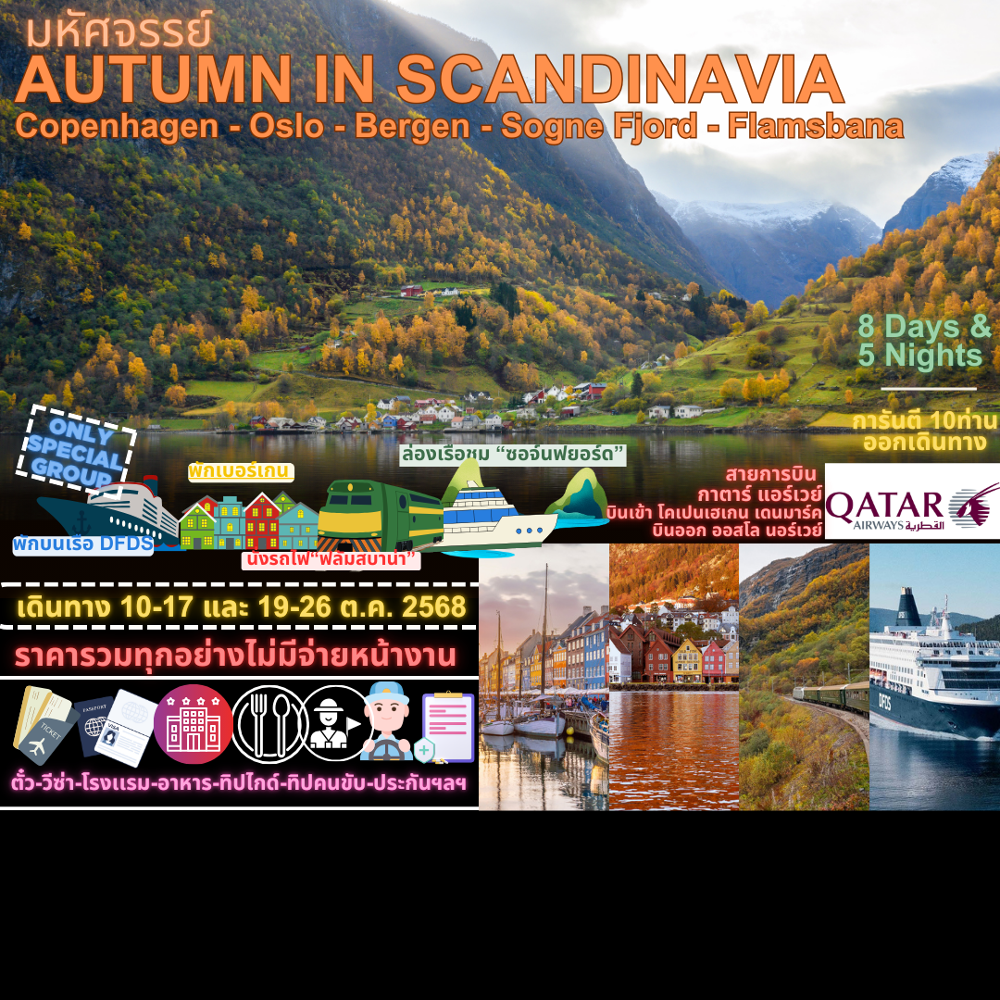 มหัศจรรย์
AUTUMN IN SCANDINAVIA
Copenhagen - Oslo - Bergen - Sogne Fjord - Flamsbana
8 Days &
5 Nights
การันตี 10ท่าน
ออกเดินทาง
ONLY
SPECIAL
GROUP
ล่องเรือชม “ซอจ์นฟยอร์ด”
พักเบอร์เกน
สายการบิน
กาตาร์ แอร์เวย์
บินเข้า โคเปนเฮเกน เดนมาร์ค
บินออก ออสโล นอร์เวย์
QATAR
AIRWAYS القطرية
พักบนเรือ DFDS
นั่งรถไฟ“ฟลัมสบาน่า”
เดินทาง 10-17 และ 19-26 ต.ค. 2568
ราคารวมทุกอย่างไม่มีจ่ายหน้างาน
TICKET
PASSPORT
VISA
DFDS
ตั๋ว-วีซ่า-โรงแรม-อาหาร-ทิปไกด์-ทิปคนขับ-ประกันฯลฯ